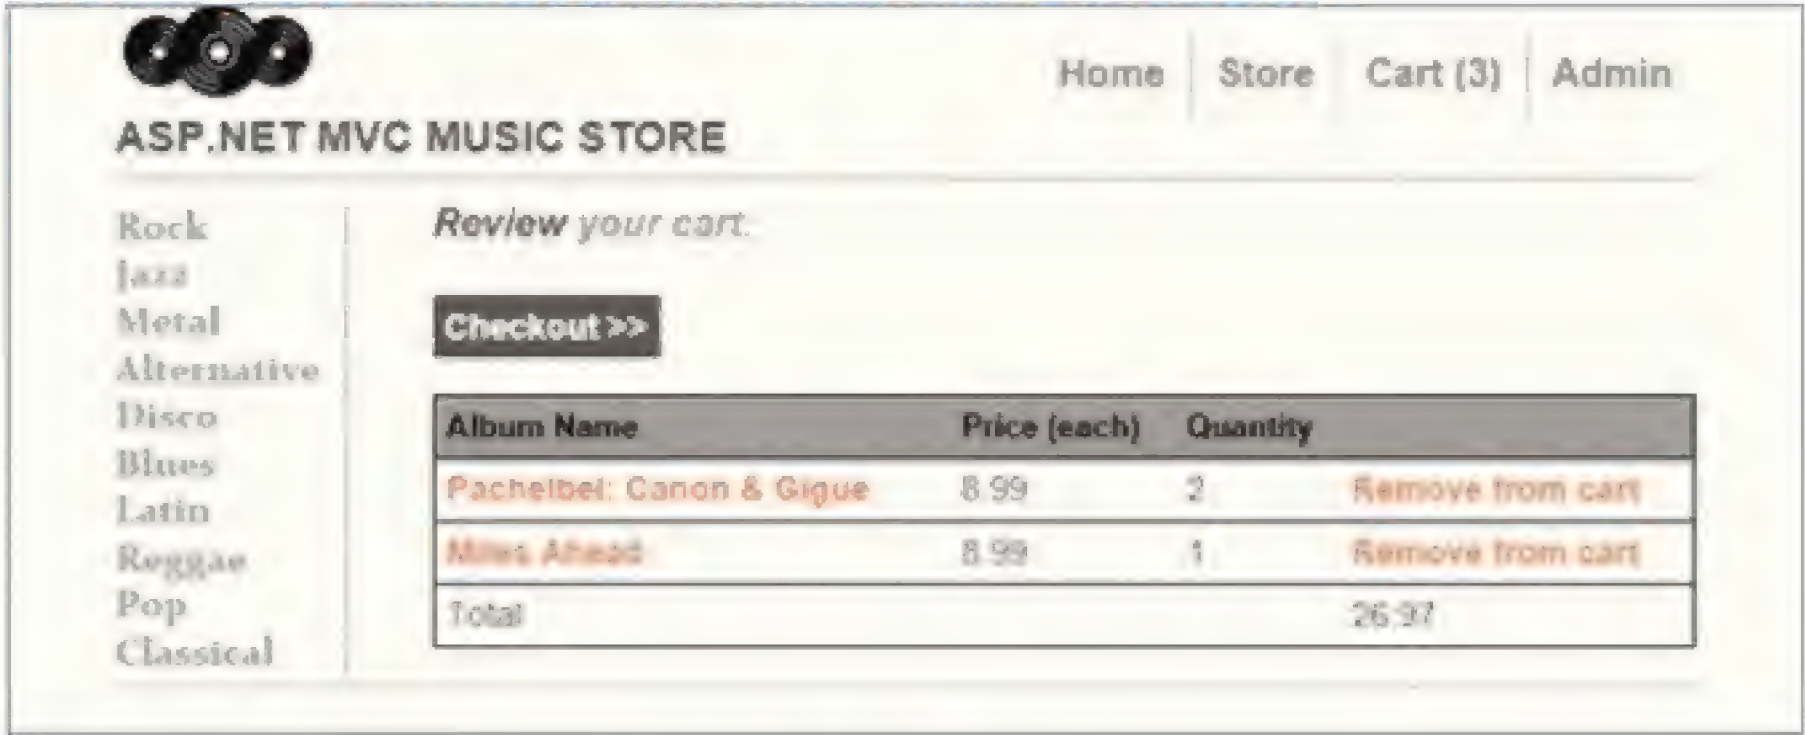 Home Store Cart (3) Admin
ASP.NET MVC MUSIC STORE
Rock
Jazz
Metal
Alternative
Disco
Blues
Latin
Reggae
Pop
Classical
Review your cart.
Checkout >>
Album Name Price (each) Quantity
Pachelbel: Canon & Gigue 8.99 2 Remove from cart
Miles Ahead 8.99 1 Remove from cart
Total 26.97